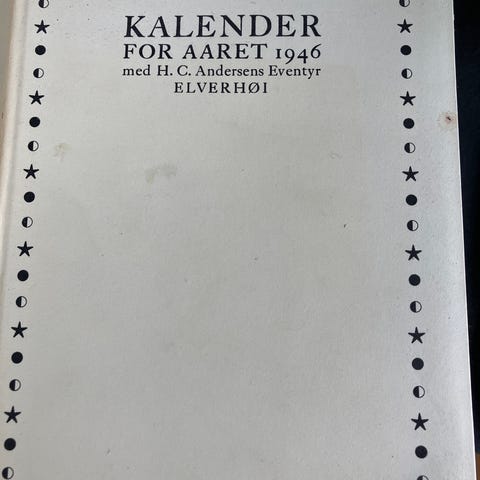 KALENDER
FOR AARET 1946
med H. C. Andersens Eventyr
ELVERHØI